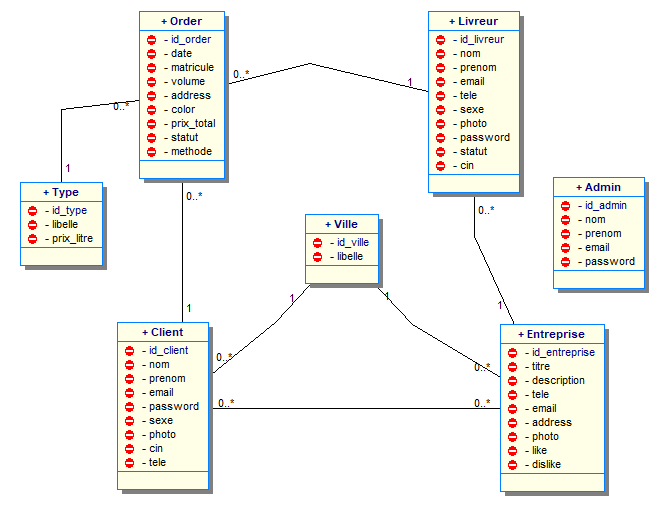 + Order
- id_order
- date
- matricule
- volume
- address
- color
- prix_total
- statut
- methode
+ Livreur
- id_livreur
- nom
- prenom
- email
- tele
- sexe
- photo
- password
- statut
- cin
0..*
1
0..*
1
+ Type
- id_type
- libelle
- prix_litre
+ Admin
- id_admin
- nom
- prenom
- email
- password
0..*
1
0..*
1
+ Ville
- id_ville
- libelle
1
0..*
1
0..*
+ Client
- id_client
- nom
- prenom
- email
- password
- sexe
- photo
- cin
- tele
0..*
0..*
+ Entreprise
- id_entreprise
- titre
- description
- tele
- email
- address
- photo
- like
- dislike